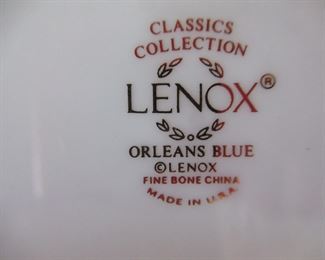 CLASSICS
COLLECTION
LENOX®
ORLEANS BLUE
©LENOX
FINE BONE CHINA
MADE IN U.S.A.